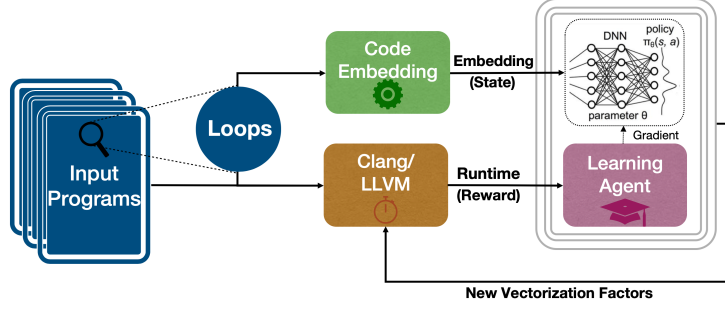 Input
Programs
Loops
Code
Embedding
Embedding
(State)
Clang/
LLVM
Runtime
(Reward)
DNN
policy
πθ(s, a)
parameter θ
Gradient
Learning
Agent
New Vectorization Factors